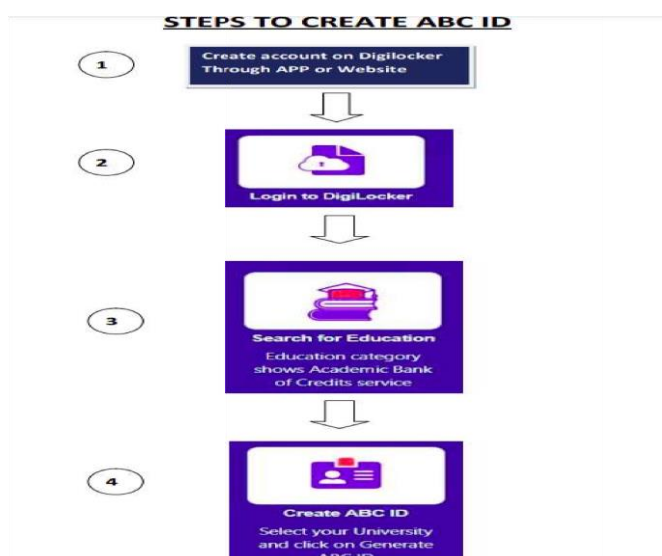 STEPS TO CREATE ABC ID
1
Create account on Digilocker
Through APP or Website
2
Login to DigiLocker
3
Search for Education
Education category
shows Academic Bank
of Credits service
4
Create ABC ID
Select your University
and click on Generate
ABC ID